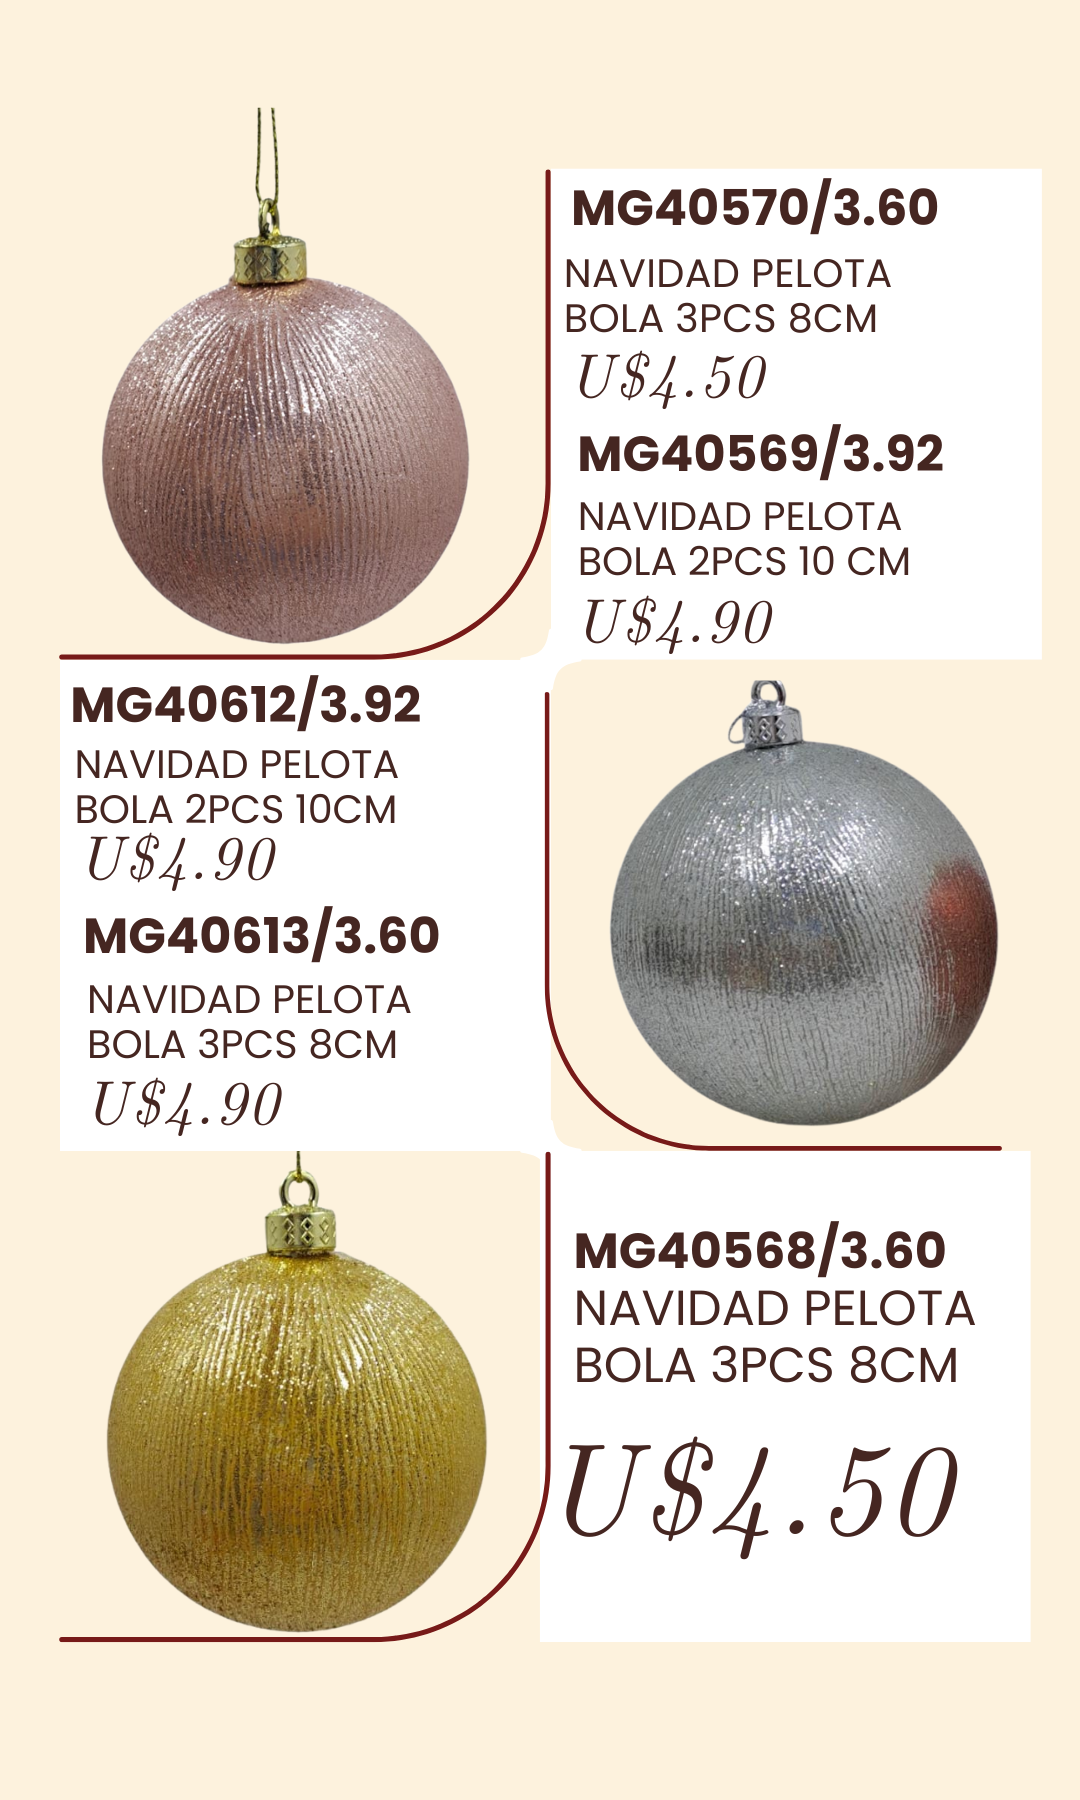 MG40570/3.60
NAVIDAD PELOTA
BOLA 3PCS 8CM
U$4.50
MG40569/3.92
NAVIDAD PELOTA
BOLA 2PCS 10 CM
U$4.90
MG40612/3.92
NAVIDAD PELOTA
BOLA 2PCS 10CM
U$4.90
MG40613/3.60
NAVIDAD PELOTA
BOLA 3PCS 8CM
U$4.90
MG40568/3.60
NAVIDAD PELOTA
BOLA 3PCS 8CM
U$4.50